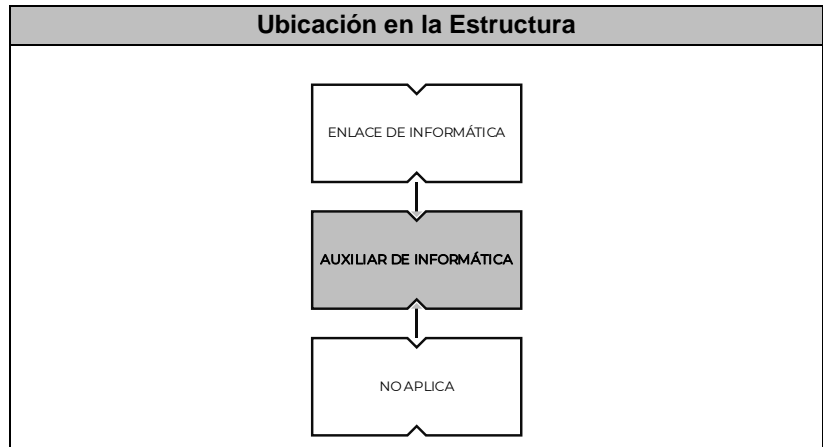 Ubicación en la Estructura
ENLACE DE INFORMÁTICA
AUXILIAR DE INFORMÁTICA
NO APLICA